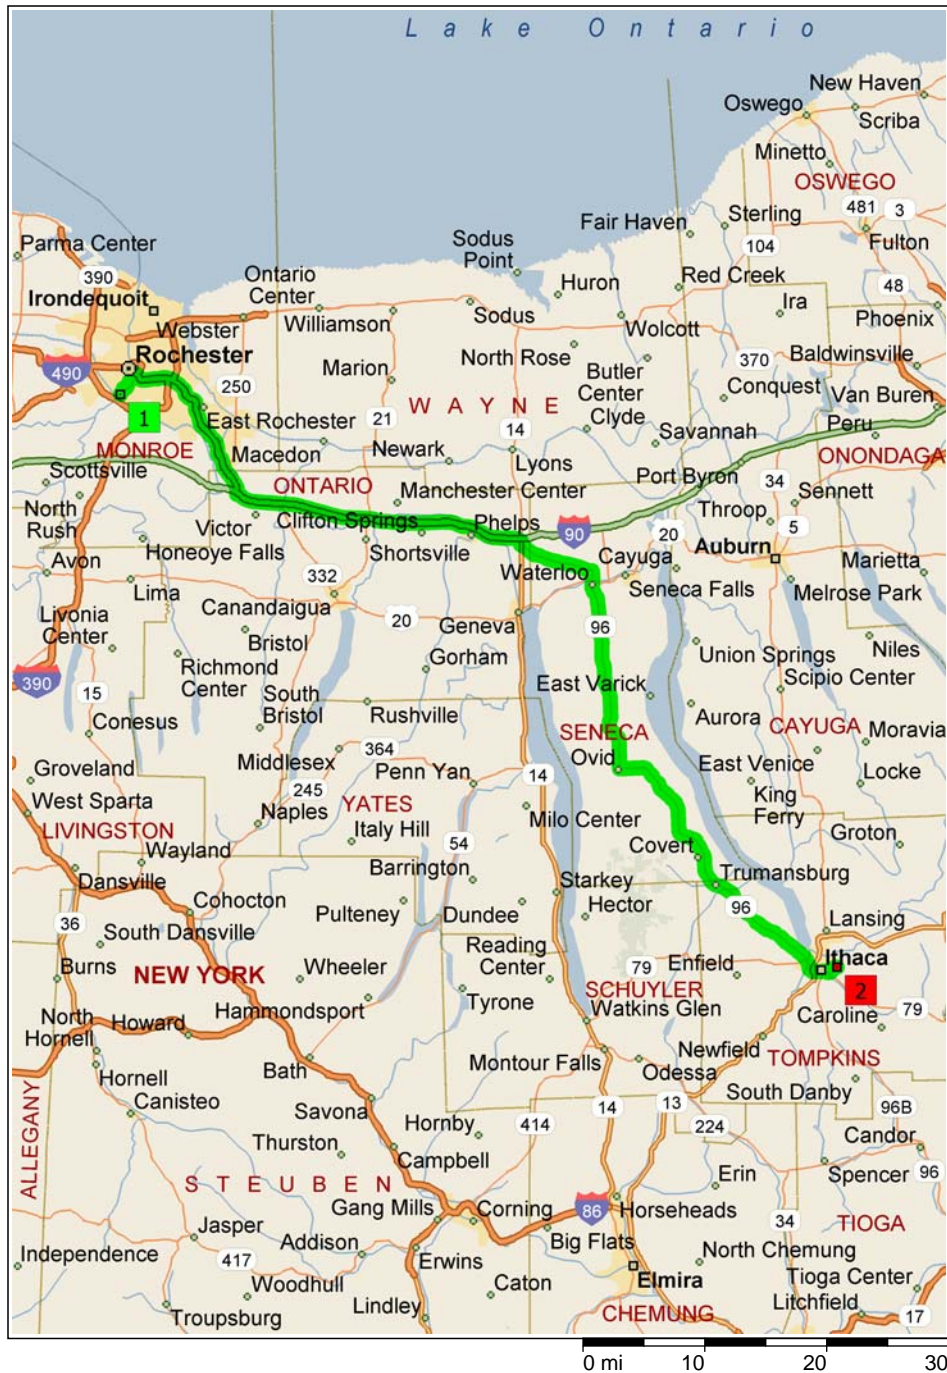 Lake Ontario
New Haven
Oswego
Scriba
Minetto
OSWEGO
Fair Haven
Sterling
481
3
Parma Center
Sodus
Point
104
Fulton
390
Ontario
Center
Huron
Red Creek
48
Irondequoit
Ira
Webster
Williamson
Sodus
Wolcott
Phoenix
Rochester
North Rose
370
Baldwinsville
490
250
Marion
Butler
Center
Conquest
Van Buren
1
East Rochester
21
WAYNE
14
Clyde
Savannah
Peru
MONROE
Macedon
Newark
Lyons
ONONDAGA
Scottsville
ONTARIO
Manchester Center
Port Byron
34
Sennett
North
Rush
Victor
Clifton Springs
Phelps
90
20
Throop
5
Honeoye Falls
Shortsville
Auburn
Avon
Waterloo
Cayuga
Marietta
Lima
332
Canandaigua
Seneca Falls
Melrose Park
Livonia
Center
20
Geneva
96
Bristol
Union Springs
Niles
390
Richmond
Center
Gorham
Scipio Center
15
South
Bristol
Rushville
East Varick
Aurora
CAYUGA
Moravia
Conesus
364
SENECA
Middlesex
Penn Yan
Ovid
East Venice
Groveland
245
14
Locke
West Sparta
Naples
YATES
King
Ferry
LIVINGSTON
Italy Hill
54
Milo Center
Groton
Wayland
Covert
Barrington
Trumansburg
Dansville
Starkey
Cohocton
96
36
Pulteney
Dundee
Hector
Lansing
South Dansville
Reading
Center
Ithaca
NEW YORK
Wheeler
79
Enfield
Burns
SCHUYLER
2
Tyrone
Hammondsport
Watkins Glen
Caroline
79
North
Hornell
Howard
Newfield
Bath
Montour Falls
TOMPKINS
Hornell
Odessa
South Danby
Canisteo
Savona
14
13
96B
ALLEGANY
Hornby
414
224
Thurston
Candor
Campbell
Erin
Spencer
96
STEUBEN
Gang Mills
Corning
86
Horseheads
34
TIOGA
Jasper
Addison
Big Flats
Independence
417
Erwins
North Chemung
Woodhull
Caton
Elmira
Tioga Center
Troupsburg
Lindley
CHEMUNG
Litchfield
17
0 mi 10 20 30